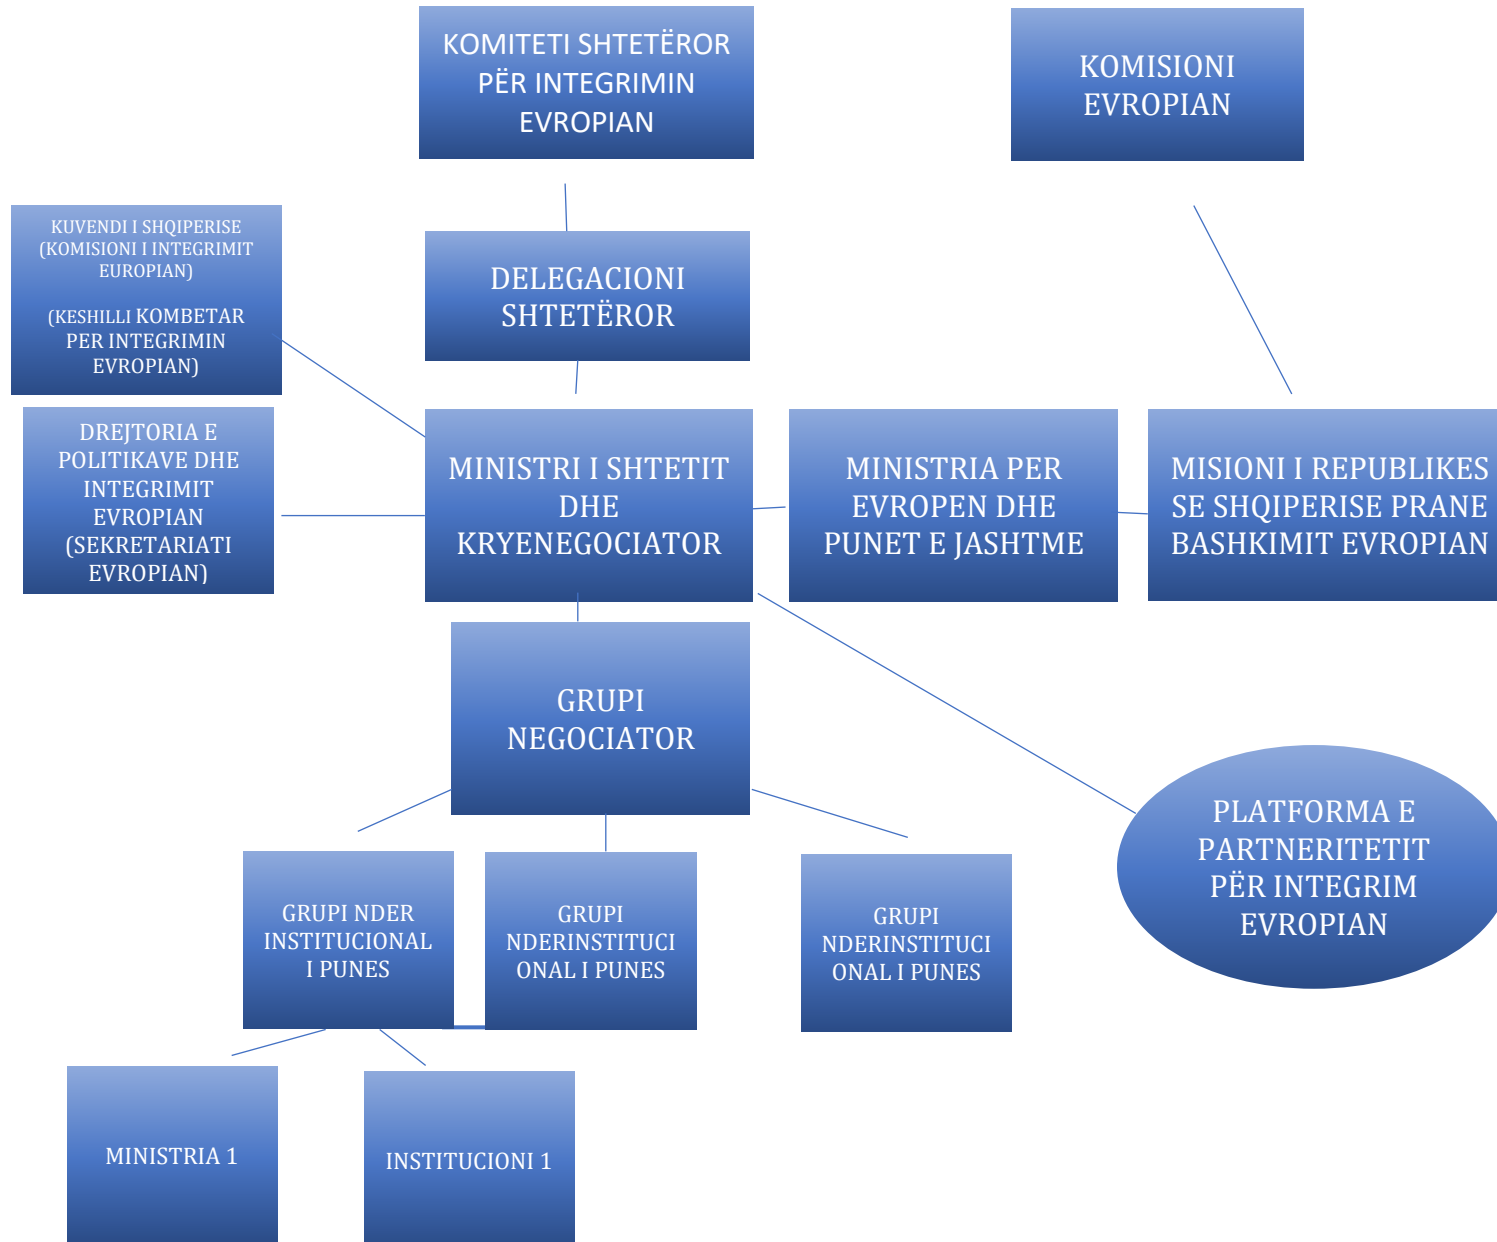 KOMITETI SHTETËROR
PËR INTEGRIMIN
EVROPIAN
KOMISIONI
EVROPIAN
KUVENDI I SHQIPERISE
(KOMISIONI I INTEGRIMIT
EUROPIAN)
(KESHILLI KOMBETAR
PER INTEGRIMIN
EVROPIAN)
DELEGACIONI
SHTETËROR
DREJTORIA E
POLITIKAVE DHE
INTEGRIMIT
EVROPIAN
(SEKRETARIATI
EVROPIAN)
MINISTRI I SHTETIT
DHE
KRYENEGOCIATOR
MINISTRIA PER
EVROPEN DHE
PUNET E JASHTME
MISIONI I REPUBLIKES
SE SHQIPERISE PRANE
BASHKIMIT EVROPIAN
GRUPI
NEGOCIATOR
PLATFORMA E
PARTNERITETIT
PËR INTEGRIM
EVROPIAN
GRUPI NDER
INSTITUCIONAL
I PUNES
GRUPI
NDERINSTITUCI
ONAL I PUNES
GRUPI
NDERINSTITUCI
ONAL I PUNES
MINISTRIA 1
INSTITUCIONI 1